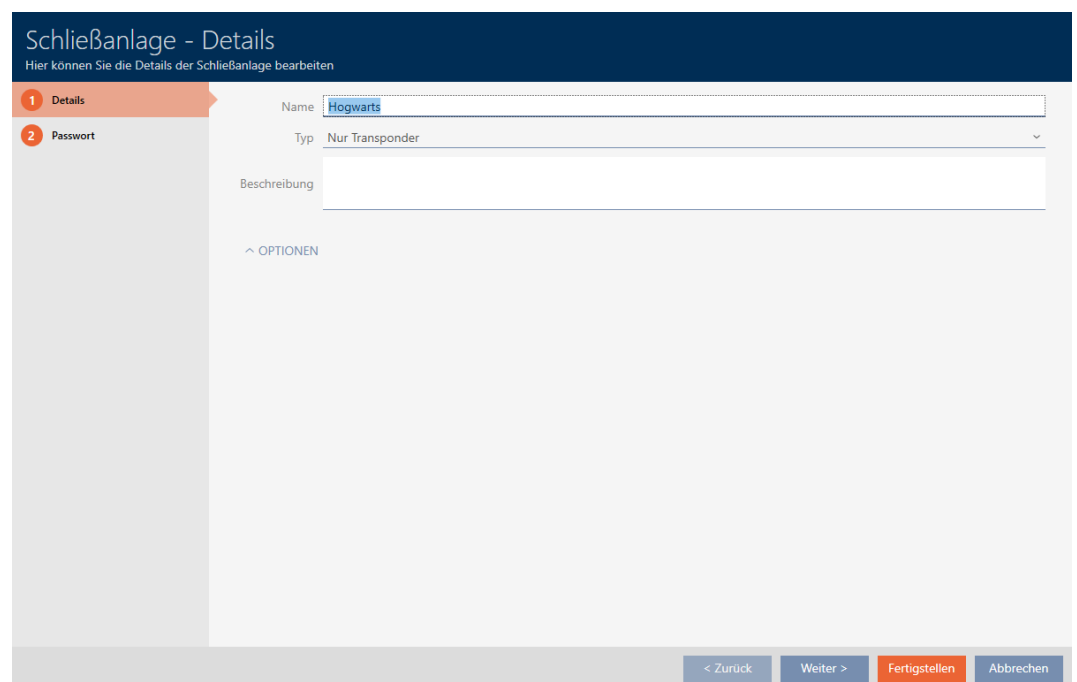 Schließanlage - Details
Hier können Sie die Details der Schließanlage bearbeiten
1 Details
2 Passwort
Name Hogwarts
Typ Nur Transponder
Beschreibung
OPTIONEN
< Zurück Weiter > Fertigstellen Abbrechen